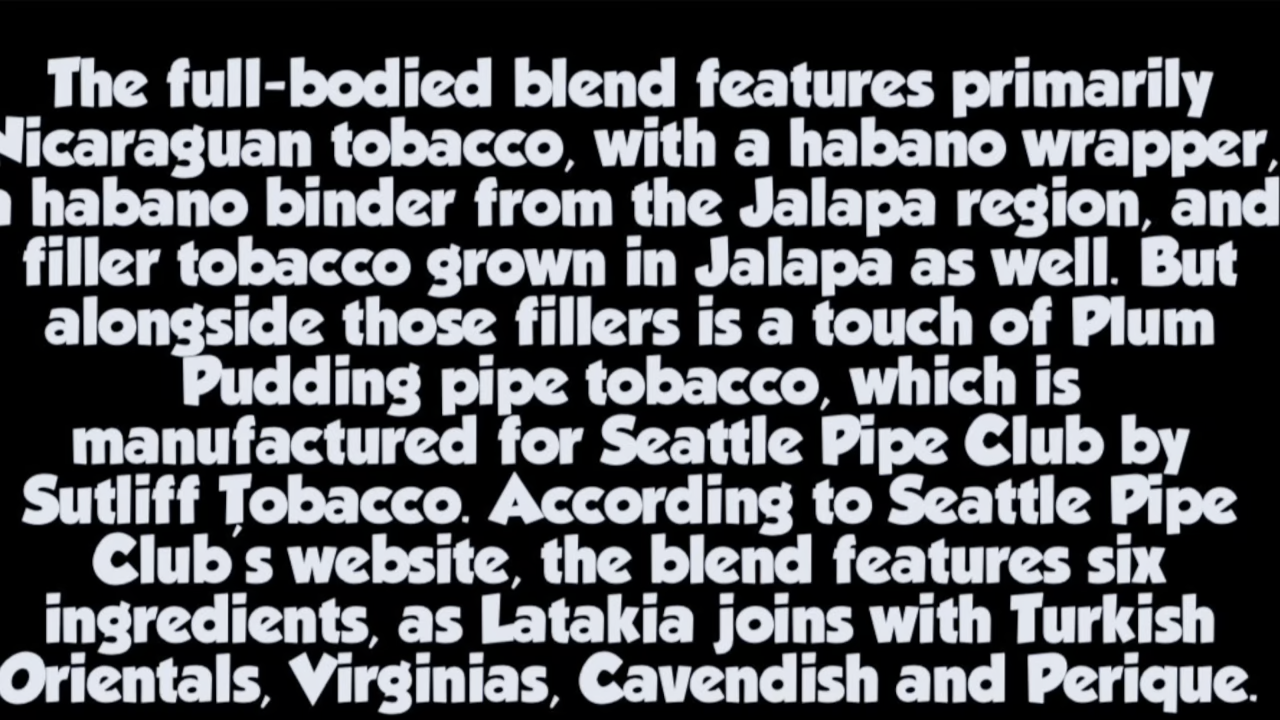 The full-bodied blend features primarily
Nicaraguan tobacco, with a habano wrapper,
a habano binder from the Jalapa region, and
filler tobacco grown in Jalapa as well. But
alongside those fillers is a touch of Plum
Pudding pipe tobacco, which is
manufactured for Seattle Pipe Club by
Sutliff Tobacco. According to Seattle Pipe
Club's website, the blend features six
ingredients, as Latakia joins with Turkish
Orientals, Virginias, Cavendish and Perique.